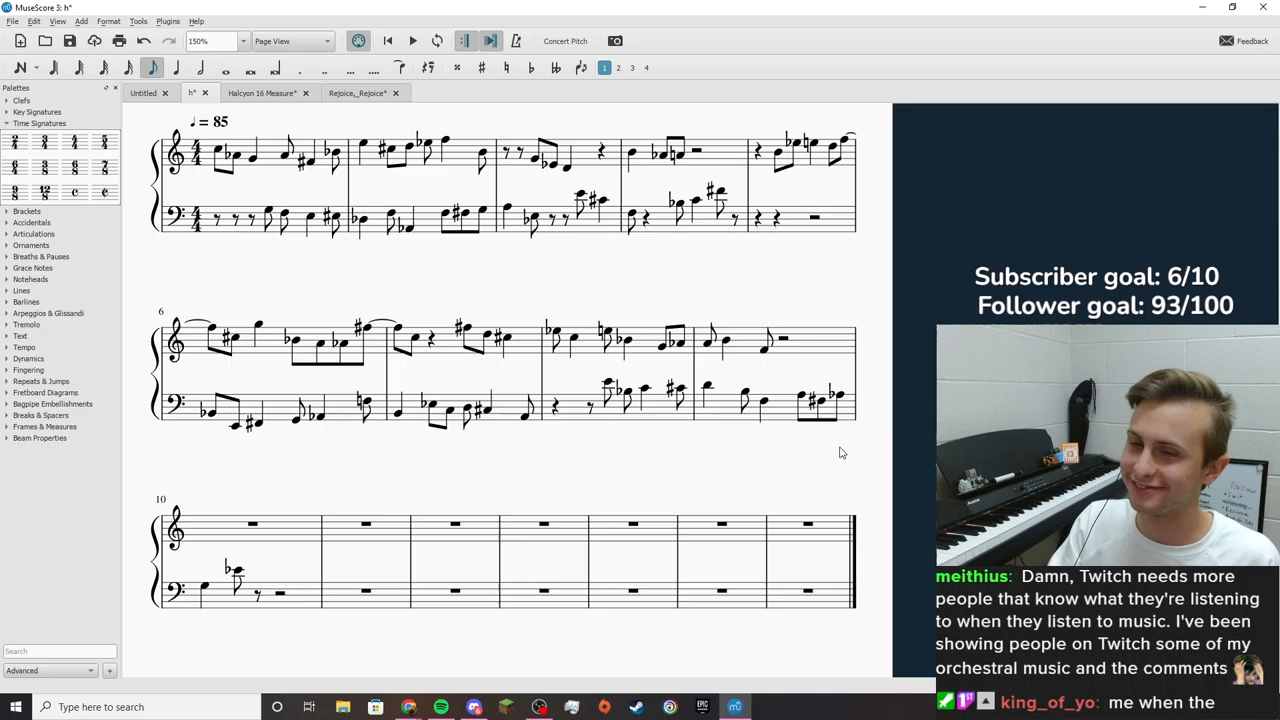 MuseScore 3: h*
File Edit View Add Format Tools Plugins Help
150% Page View Concert Pitch Feedback
1 2 3 4
Palettes
Untitled h* Halcyon 16 Measure* Rejoice,_Rejoice*
Clefs
Key Signatures
Time Signatures
Brackets
Accidentals
Articulations
Ornaments
Breaths & Pauses
Grace Notes
Noteheads
Lines
Barlines
Arpeggios & Glissandi
Tremolo
Text
Tempo
Dynamics
Fingering
Repeats & Jumps
Fretboard Diagrams
Bagpipe Embellishments
Breaks & Spacers
Frames & Measures
Beam Properties
Search
Advanced
= 85
6
10
Subscriber goal: 6/10
Follower goal: 93/100
meithius: Damn, Twitch needs more
people that know what they're listening
to when they listen to music. I've been
showing people on Twitch some of my
orchestral music and the comments
king_of_yo: me when the
Type here to search